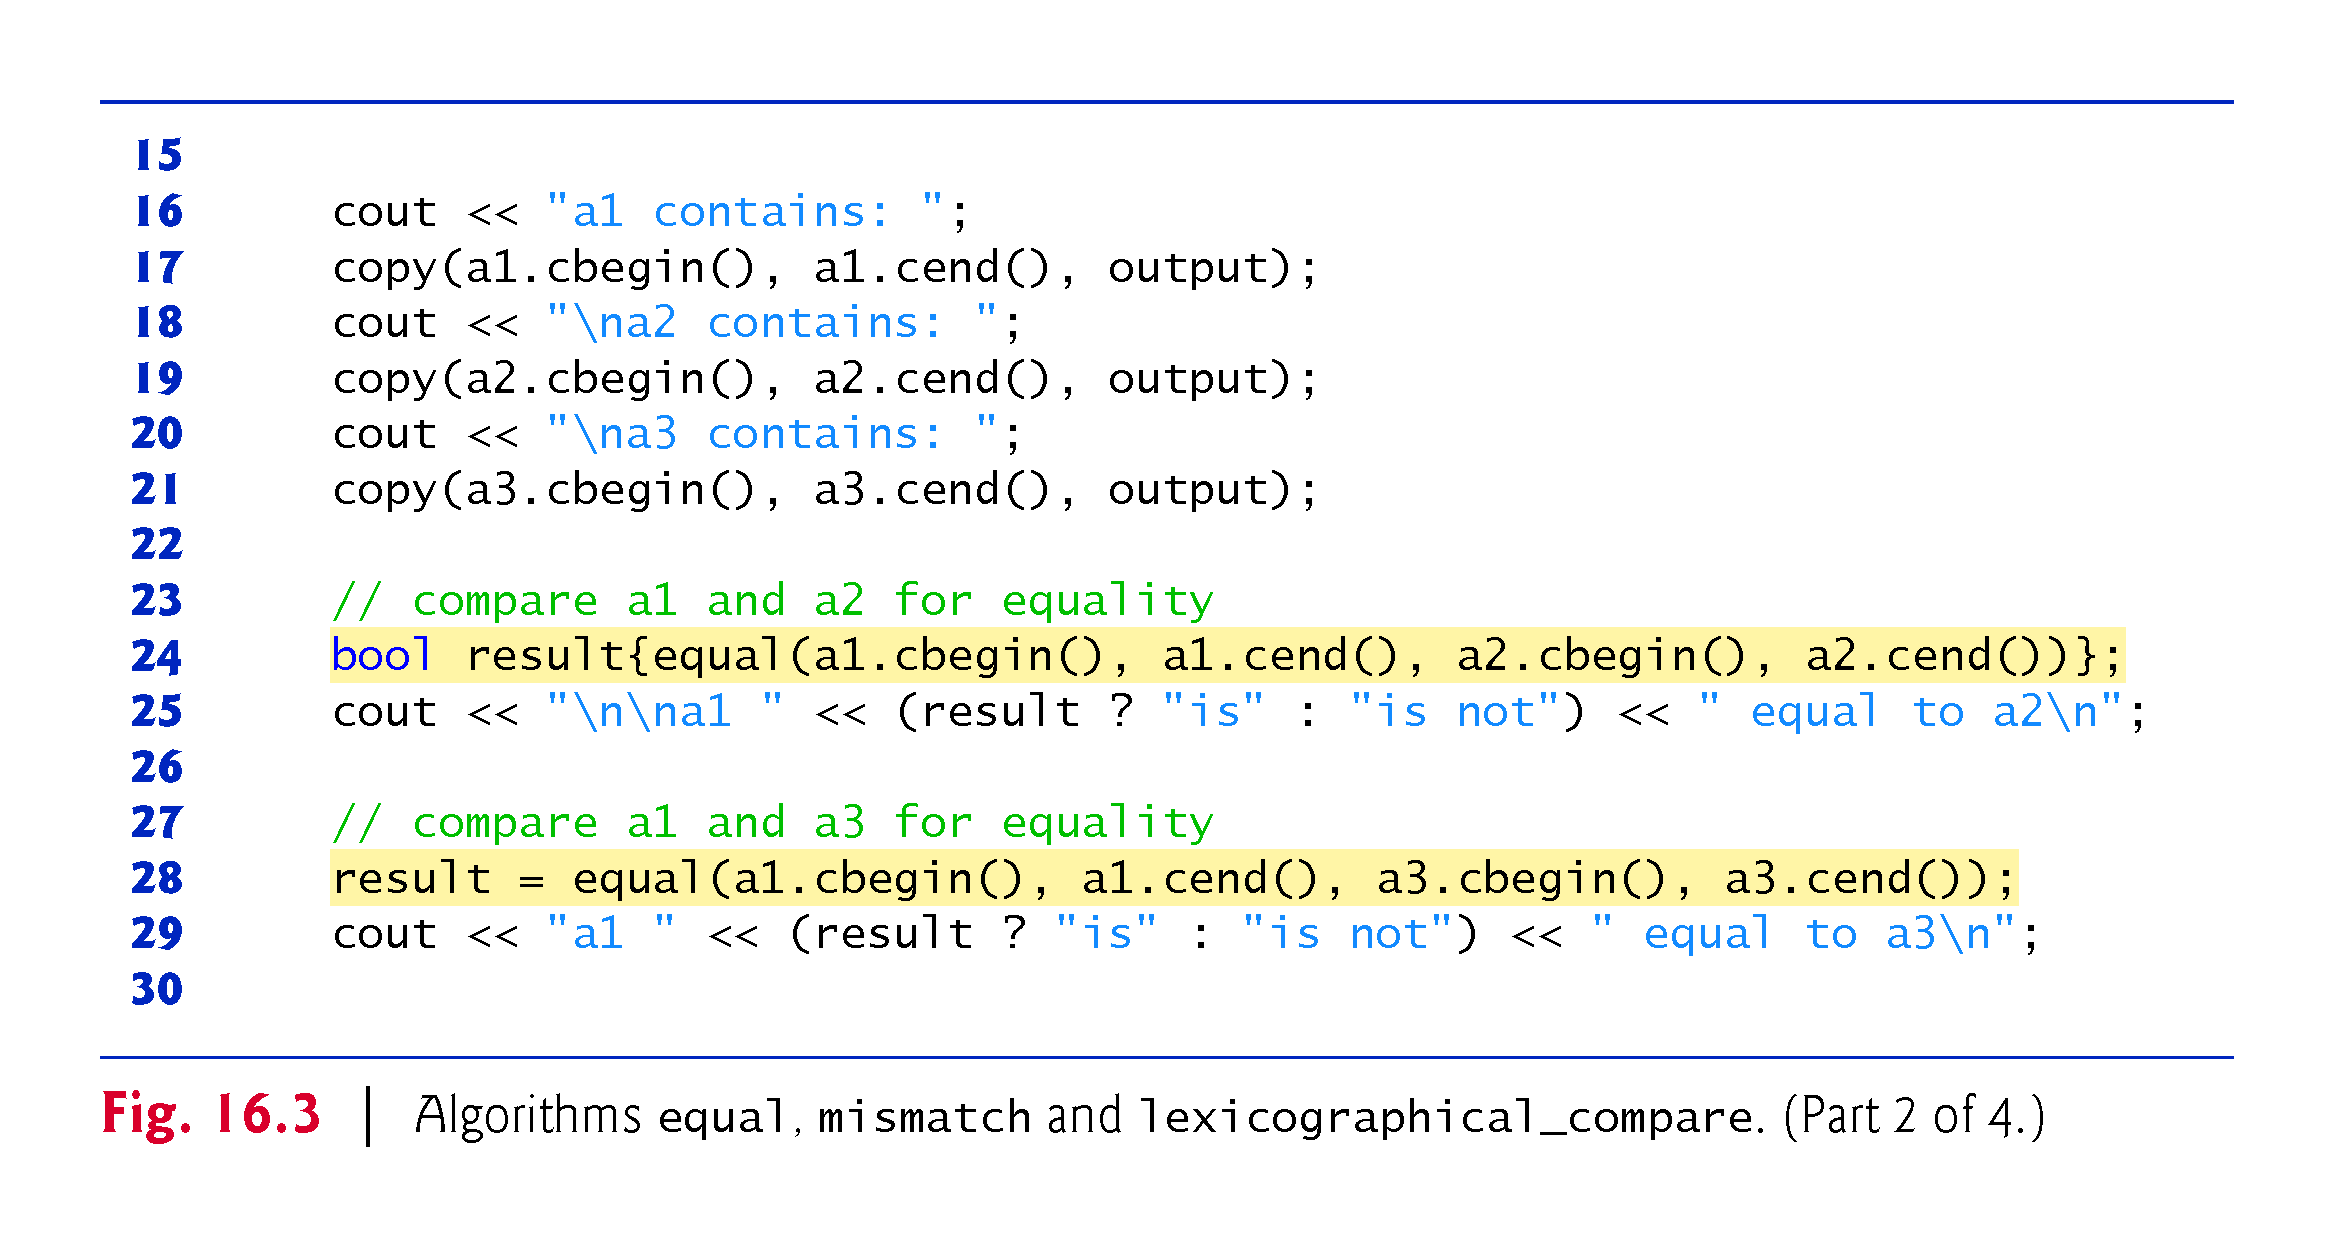 15
16 cout << "a1 contains: ";
17 copy(a1.cbegin(), a1.cend(), output);
18 cout << "\na2 contains: ";
19 copy(a2.cbegin(), a2.cend(), output);
20 cout << "\na3 contains: ";
21 copy(a3.cbegin(), a3.cend(), output);
22
23 // compare a1 and a2 for equality
24 bool result{equal(a1.cbegin(), a1.cend(), a2.cbegin(), a2.cend())};
25 cout << "\n\na1 " << (result ? "is" : "is not") << " equal to a2\n";
26
27 // compare a1 and a3 for equality
28 result = equal(a1.cbegin(), a1.cend(), a3.cbegin(), a3.cend());
29 cout << "a1 " << (result ? "is" : "is not") << " equal to a3\n";
30
Fig. 16.3 | Algorithms equal, mismatch and lexicographical_compare. (Part 2 of 4.)